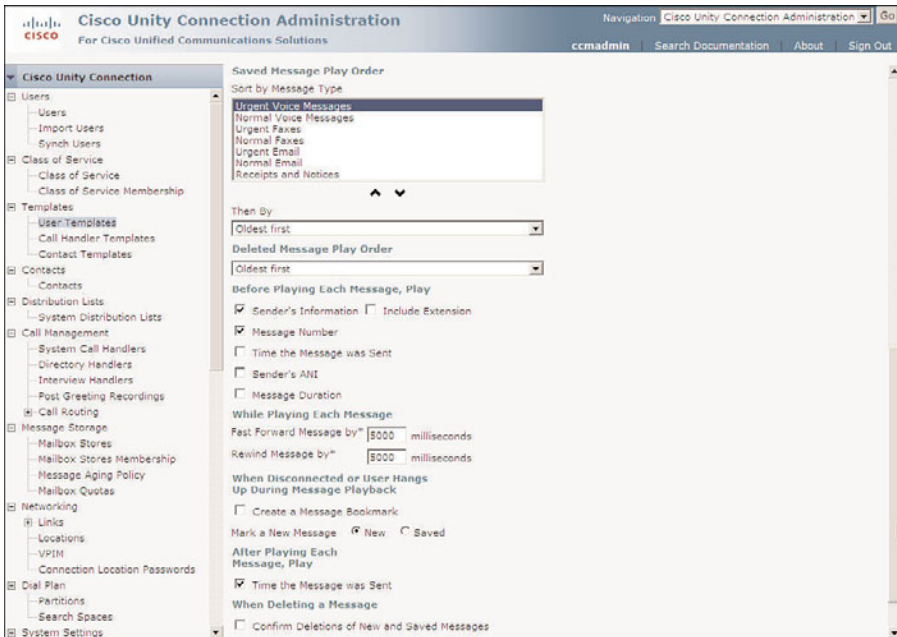 cisco
Cisco Unity Connection Administration
For Cisco Unified Communications Solutions
Navigation Cisco Unity Connection Administration Go
ccmadmin Search Documentation About Sign Out
Cisco Unity Connection
Users
Users
Import Users
Synch Users
Class of Service
Class of Service
Class of Service Membership
Templates
User Templates
Call Handler Templates
Contact Templates
Contacts
Contacts
Distribution Lists
System Distribution Lists
Call Management
System Call Handlers
Directory Handlers
Interview Handlers
Post Greeting Recordings
Call Routing
Message Storage
Mailbox Stores
Mailbox Stores Membership
Message Aging Policy
Mailbox Quotas
Networking
Links
Locations
VPIM
Connection Location Passwords
Dial Plan
Partitions
Search Spaces
System Settings
Saved Message Play Order
Sort by Message Type
Urgent Voice Messages
Normal Voice Messages
Urgent Faxes
Normal Faxes
Urgent Email
Normal Email
Receipts and Notices
Then By
Oldest first
Deleted Message Play Order
Oldest first
Before Playing Each Message, Play
Sender's Information Include Extension
Message Number
Time the Message was Sent
Sender's ANI
Message Duration
While Playing Each Message
Fast Forward Message by* 5000 milliseconds
Rewind Message by* 5000 milliseconds
When Disconnected or User Hangs
Up During Message Playback
Create a Message Bookmark
Mark a New Message New Saved
After Playing Each
Message, Play
Time the Message was Sent
When Deleting a Message
Confirm Deletions of New and Saved Messages